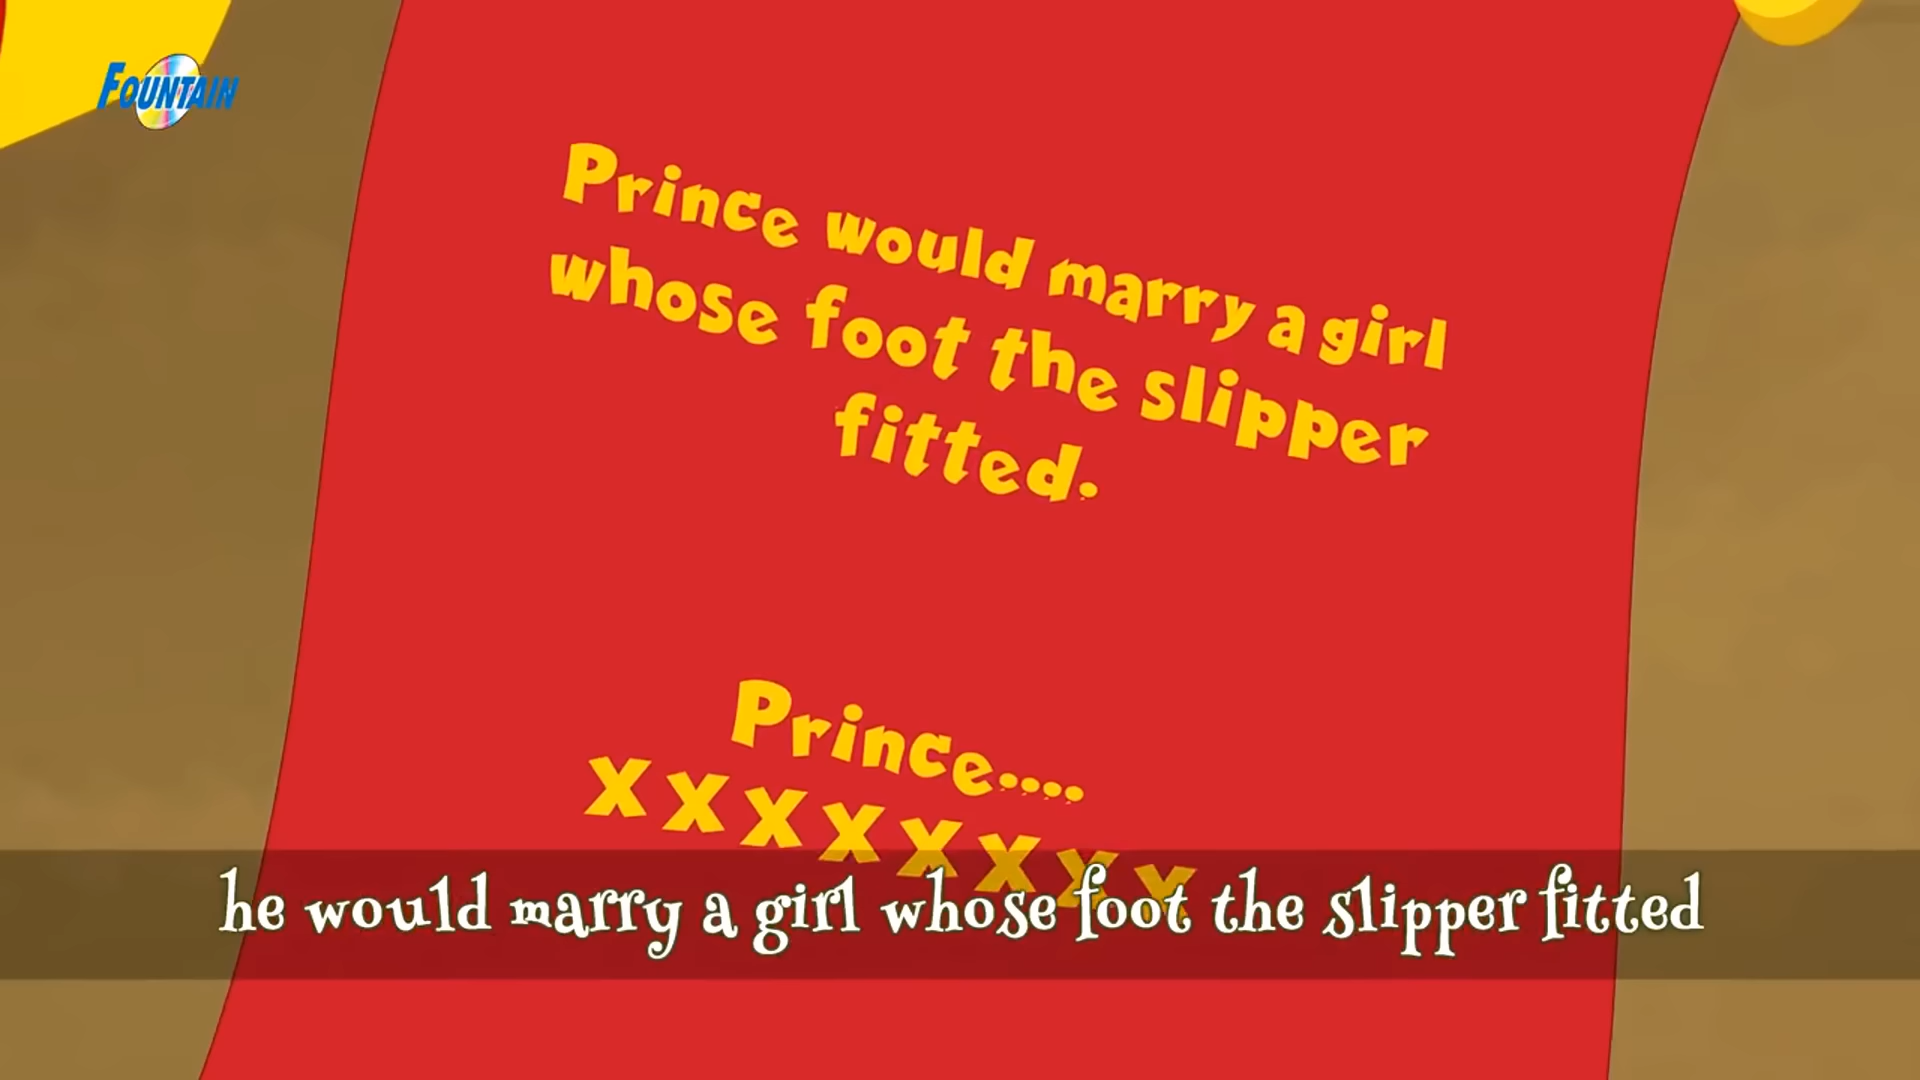 FOUNTAIN
Prince would marry a girl
whose foot the slipper
fitted.
Prince....
XXXXXXXX
he would marry a girl whose foot the slipper fitted